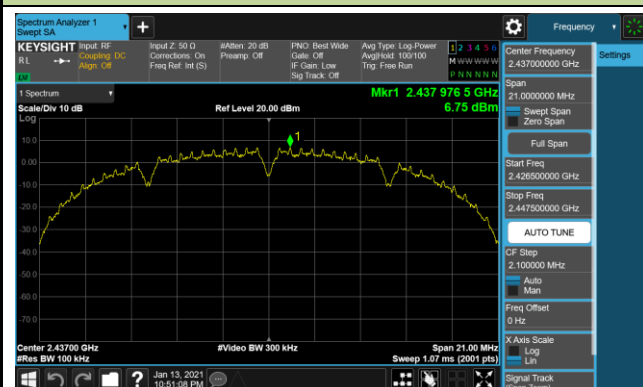 Spectrum Analyzer 1
Swept SA
Frequency
KEYSIGHT
RL
Input: RF
Coupling: DC
Align: Off
Input Z: 50 Ω
Corrections: On
Freq Ref: Int (S)
#Atten: 20 dB
Preamp: Off
PNO: Best Wide
Gate: Off
IF Gain: Low
Sig Track: Off
Avg Type: Log-Power
Avg|Hold: 100/100
Trig: Free Run
1 2 3 4 5 6
M W W W W W
P N N N N N
LVI
1 Spectrum
Scale/Div 10 dB
Ref Level 20.00 dBm
Mkr1 2.437 976 5 GHz
6.75 dBm
Log
10.0
0.00
-10.0
-20.0
-30.0
-40.0
-50.0
-60.0
-70.0
1
Center 2.43700 GHz
#Res BW 100 kHz
#Video BW 300 kHz
Span 21.00 MHz
Sweep 1.07 ms (2001 pts)
Jan 13, 2021
10:51:08 PM
Center Frequency
2.437000000 GHz
Settings
Span
21.0000000 MHz
Swept Span
Zero Span
Full Span
Start Freq
2.426500000 GHz
Stop Freq
2.447500000 GHz
AUTO TUNE
CF Step
2.100000 MHz
Auto
Man
Freq Offset
0 Hz
X Axis Scale
Log
Lin
Signal Track
(Span Zoom)